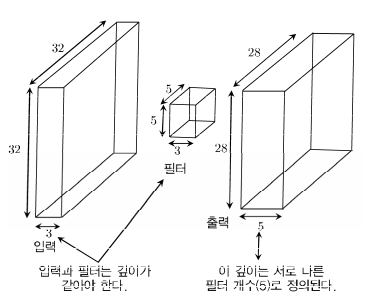 32
32
3
입력
5
5
3
필터
28
28
5
출력
입력과 필터는 깊이가
같아야 한다.
이 깊이는 서로 다른
필터 개수(5)로 정의된다.